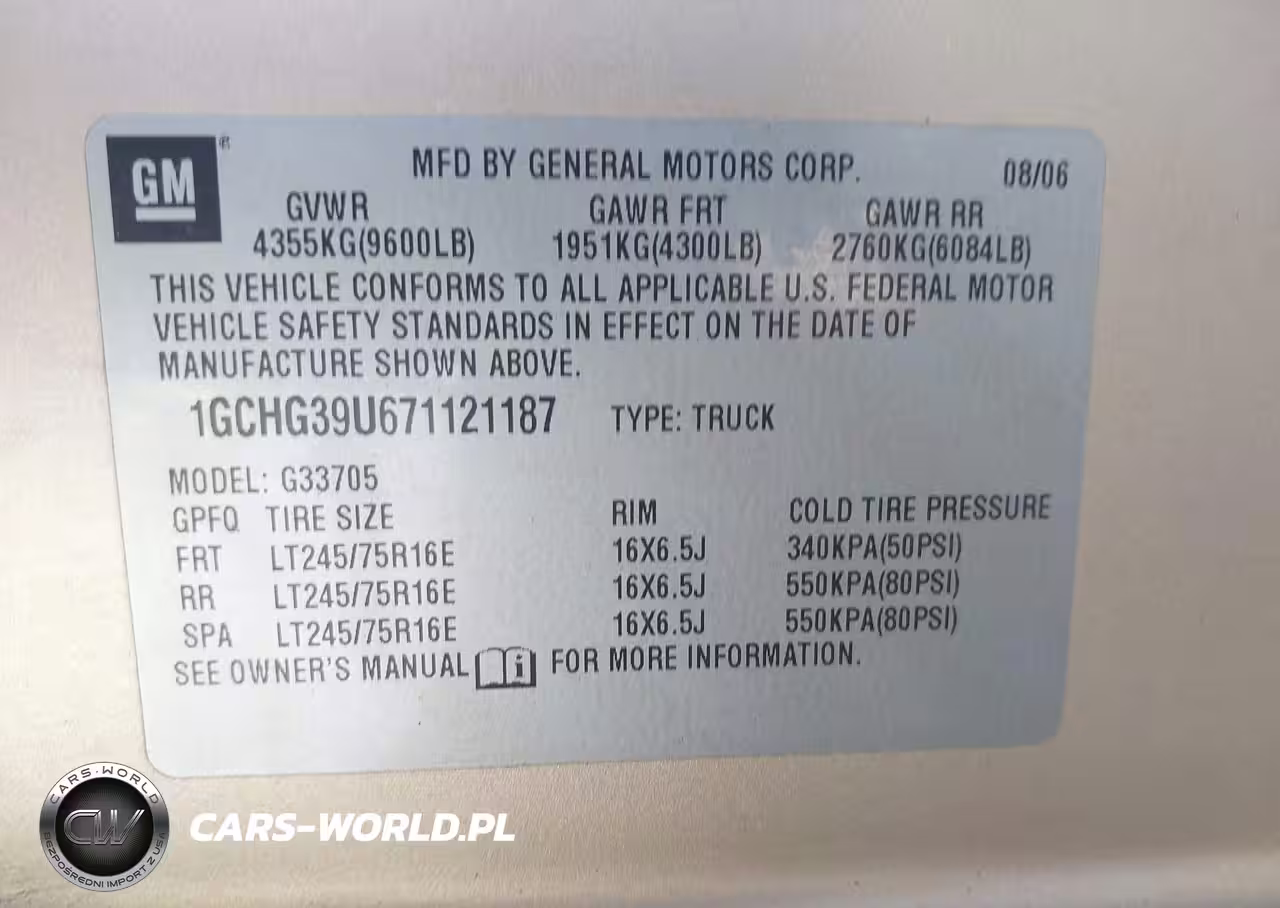 GM ®
MFD BY GENERAL MOTORS CORP. 08/06
GVWR GAWR FRT GAWR RR
4355KG(9600LB) 1951KG(4300LB) 2760KG(6084LB)
THIS VEHICLE CONFORMS TO ALL APPLICABLE U.S. FEDERAL MOTOR
VEHICLE SAFETY STANDARDS IN EFFECT ON THE DATE OF
MANUFACTURE SHOWN ABOVE.
1GCHG39U671121187 TYPE: TRUCK
MODEL: G33705
GPFQ TIRE SIZE RIM COLD TIRE PRESSURE
FRT LT245/75R16E 16X6.5J 340KPA(50PSI)
RR LT245/75R16E 16X6.5J 550KPA(80PSI)
SPA LT245/75R16E 16X6.5J 550KPA(80PSI)
SEE OWNER'S MANUAL i FOR MORE INFORMATION.
CARS-WORLD
CW
BEZPOŚREDNI IMPORT Z USA
CARS-WORLD.PL